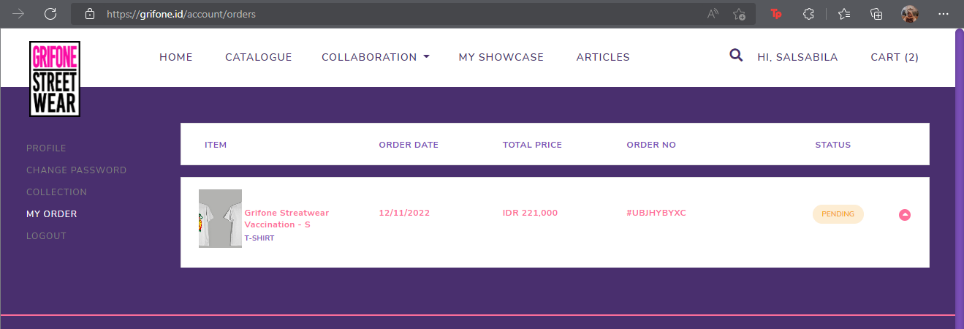 https://grifone.id/account/orders
GRIFONE
STREET
WEAR
HOME CATALOGUE COLLABORATION MY SHOWCASE ARTICLES HI, SALSABILA CART (2)
PROFILE
CHANGE PASSWORD
COLLECTION
MY ORDER
LOGOUT
ITEM ORDER DATE TOTAL PRICE ORDER NO STATUS
Grifone Streatwear
Vaccination - S
T-SHIRT
12/11/2022 IDR 221,000 #UBJHYBYXC PENDING